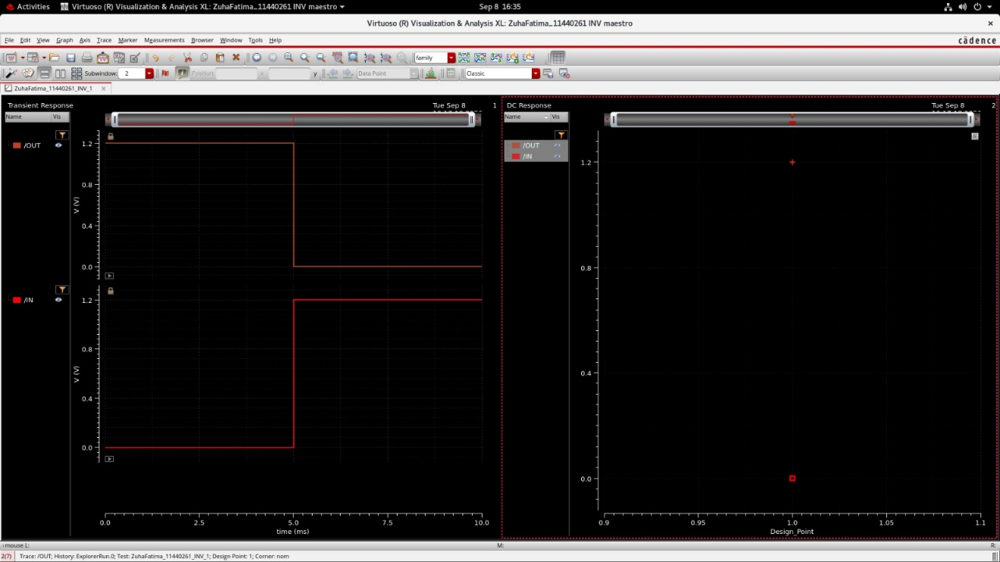 Activities Virtuoso (R) Visualization & Analysis XL: ZuhaFatima_11440261 INV maestro Sep 8 16:35
Virtuoso (R) Visualization & Analysis XL: ZuhaFatima_11440261 INV maestro ×
File Edit View Graph Axis Trace Marker Measurements Browser Window Tools Help cādence
family
Subwindow: 2 Position: x y Data Point Classic
ZuhaFatima_11440261_INV_1
Transient Response Tue Sep 8 1
Name Vis
/OUT
1.2
0.8
0.4
0.0
V (V)
/IN
1.2
0.8
0.4
0.0
V (V)
0.0 2.5 5.0 7.5 10.0
time (ms)
DC Response Tue Sep 8 2
Name Vis
/OUT
/IN
1.2
0.8
0.4
0.0
0.9 0.95 1.0 1.05 1.1
Design_Point
mouse L: M: R:
2(7) Trace: /OUT; History: ExplorerRun.0; Test: ZuhaFatima_11440261_INV_1; Design Point: 1; Corner: nom